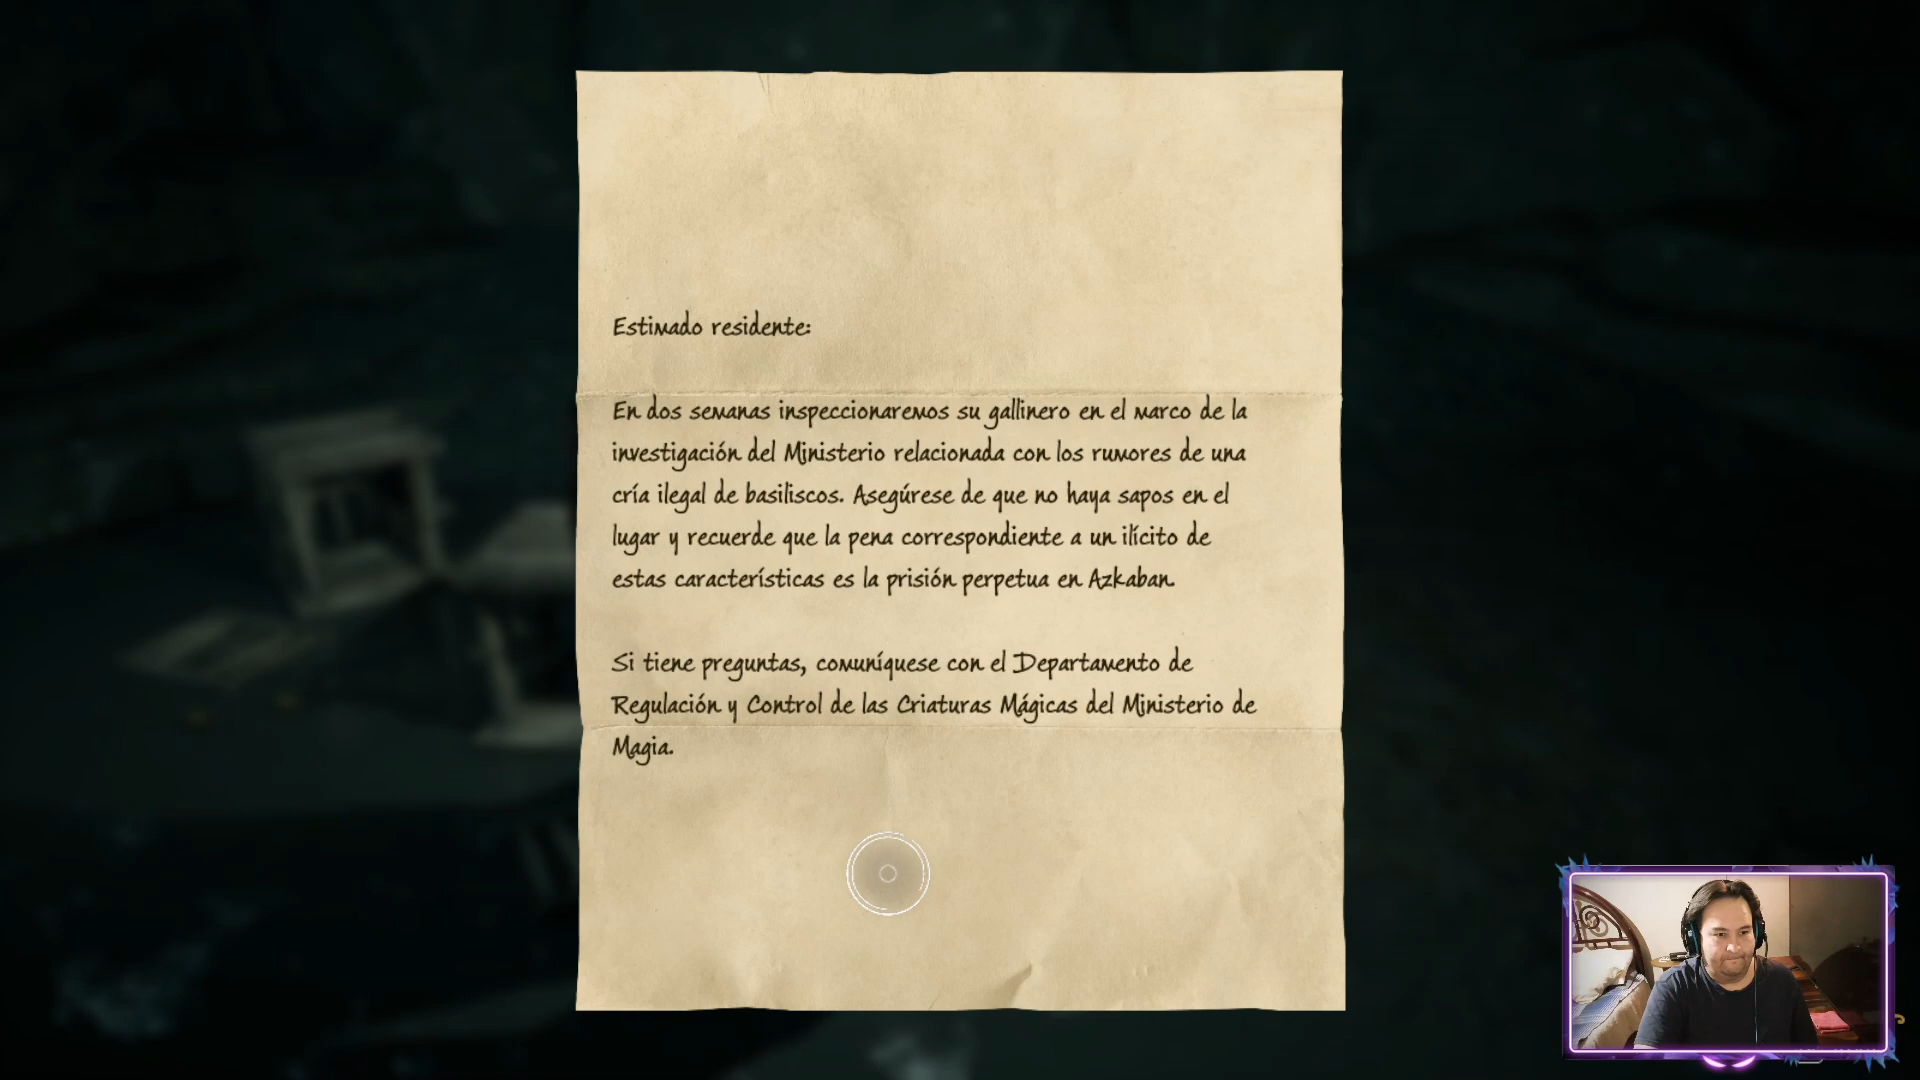 Estimado residente:
En dos semanas inspeccionaremos su gallinero en el marco de la
investigación del Ministerio relacionada con los rumores de una
cría ilegal de basiliscos. Asegúrese de que no haya sapos en el
lugar y recuerde que la pena correspondiente a un ilícito de
estas características es la prisión perpetua en Azkaban.
Si tiene preguntas, comuníquese con el Departamento de
Regulación y Control de las Criaturas Mágicas del Ministerio de
Magia.